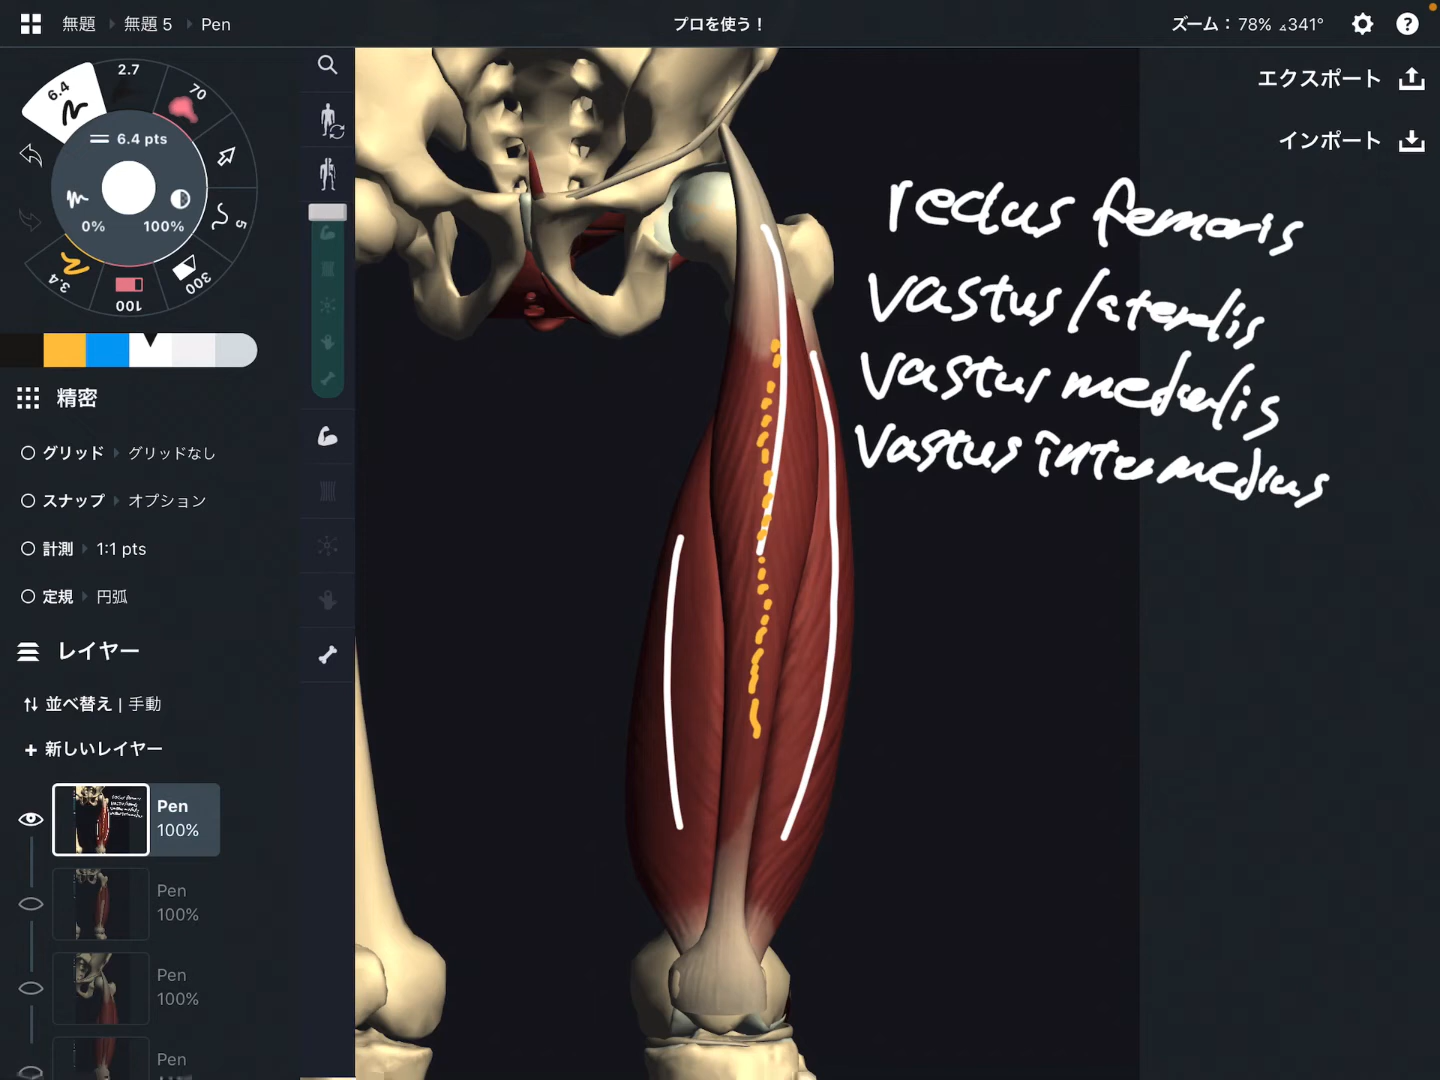 無題 無題 5 Pen
プロを使う！
ズーム： 78% ⦟341°
エクスポート
インポート
6.4
2.7
70
5
300
100
3.4
6.4 pts
0% 100%
精密
グリッド グリッドなし
スナップ オプション
計測 1:1 pts
定規 円弧
レイヤー
並べ替え | 手動
+ 新しいレイヤー
Pen
100%
Pen
100%
Pen
100%
Pen
rectus femoris
vastus lateralis
vastus medialis
vastus intermedius